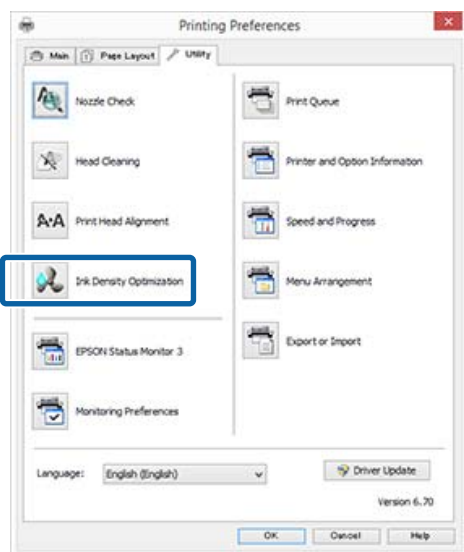 Printing Preferences
Main
Page Layout
Utility
Nozzle Check
Print Queue
Head Cleaning
Printer and Option Information
A·A
Print Head Alignment
Speed and Progress
Ink Density Optimization
Menu Arrangement
EPSON Status Monitor 3
Export or Import
Monitoring Preferences
Language:
English (English)
Driver Update
Version 6.70
OK
Cancel
Help